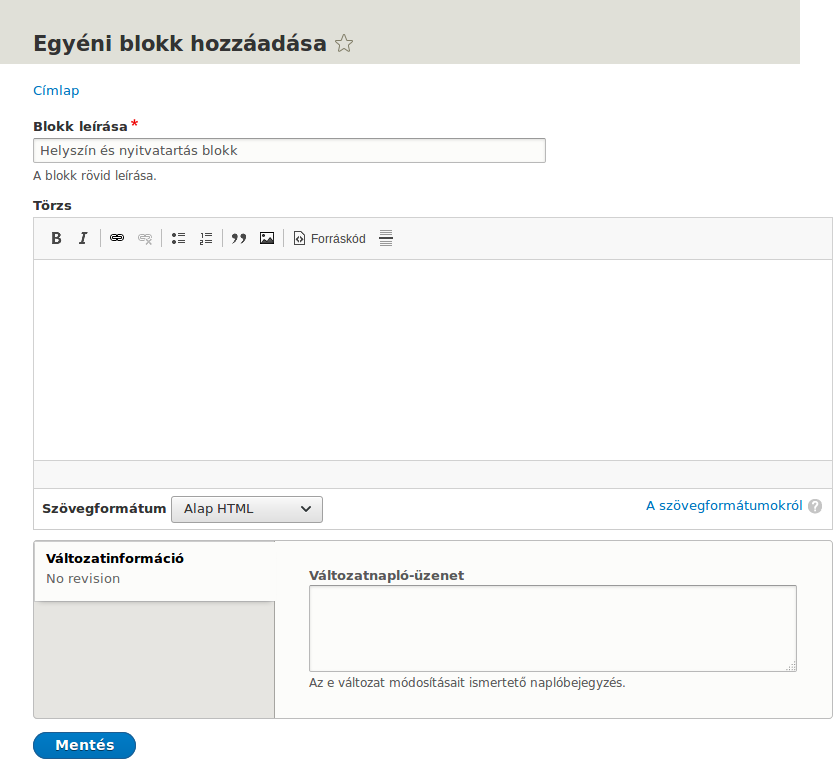 Egyéni blokk hozzáadása
Címlap
Blokk leírása *
Helyszín és nyitvatartás blokk
A blokk rövid leírása.
Törzs
B I Forráskód
Szövegformátum Alap HTML A szövegformátumokról ?
Változatinformáció
No revision
Változatnapló-üzenet
Az e változat módosításait ismertető naplóbejegyzés.
Mentés